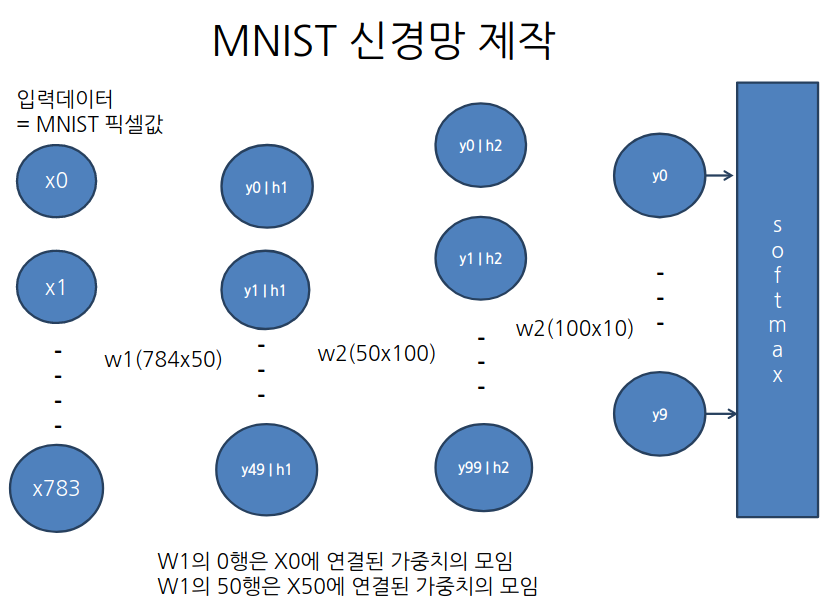 MNIST 신경망 제작
입력데이터
= MNIST 픽셀값
x0
x1
-
-
-
-
x783
w1(784x50)
y0 | h1
y1 | h1
-
-
-
y49 | h1
w2(50x100)
y0 | h2
y1 | h2
-
-
-
y99 | h2
w2(100x10)
y0
-
-
-
y9
s
o
f
t
m
a
x
W1의 0행은 X0에 연결된 가중치의 모임
W1의 50행은 X50에 연결된 가중치의 모임